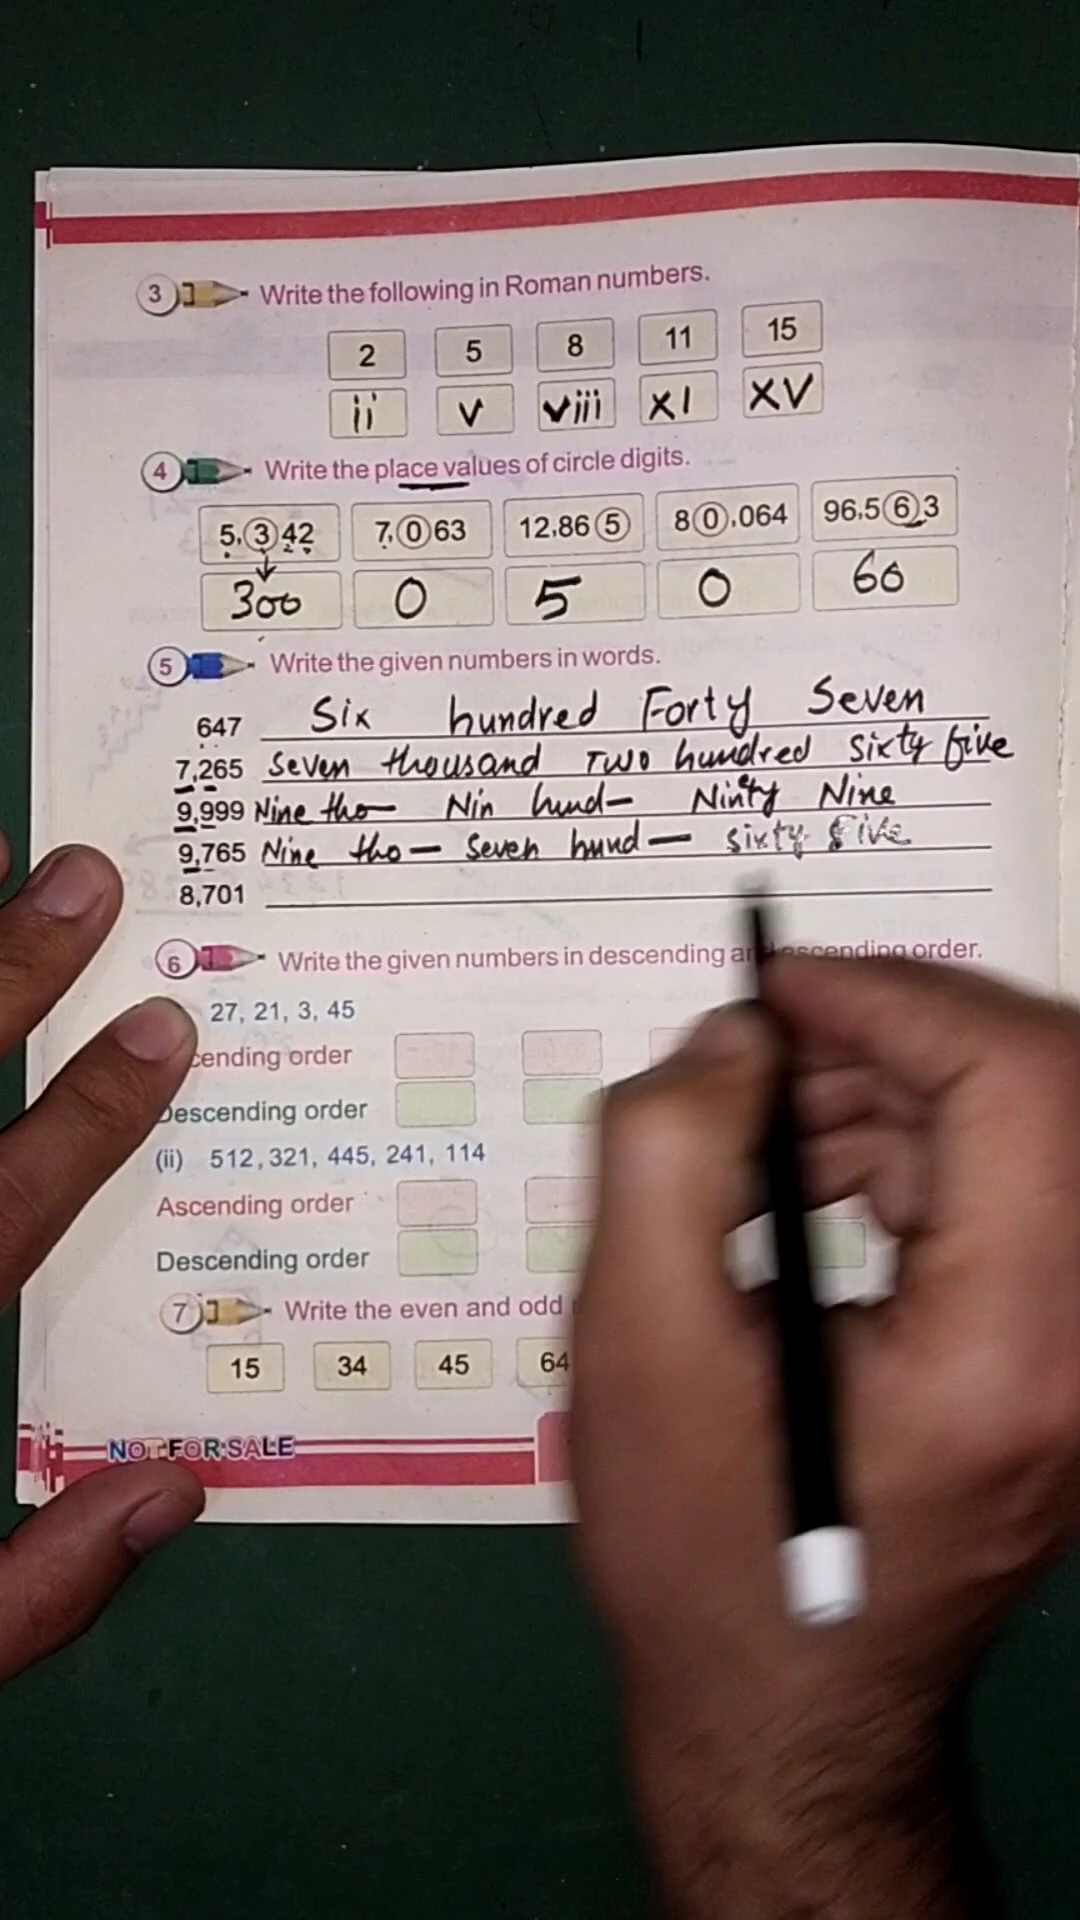 3 Write the following in Roman numbers.
2 5 8 11 15
ii V viii XI XV
4 Write the place values of circle digits.
5,342 7,063 12,865 80,064 96,563
300 0 5 0 60
5 Write the given numbers in words.
647 Six hundred Forty Seven
7,265 Seven thousand Two hundred Sixty five
9,999 Nine tho— Nin hund— Ninety Nine
9,765 Nine tho— Seven hund— sixty five
8,701
6 Write the given numbers in descending and ascending order.
27, 21, 3, 45
cending order
Descending order
(ii) 512, 321, 445, 241, 114
Ascending order
Descending order
7 Write the even and odd
15 34 45 64
NOT FOR SALE